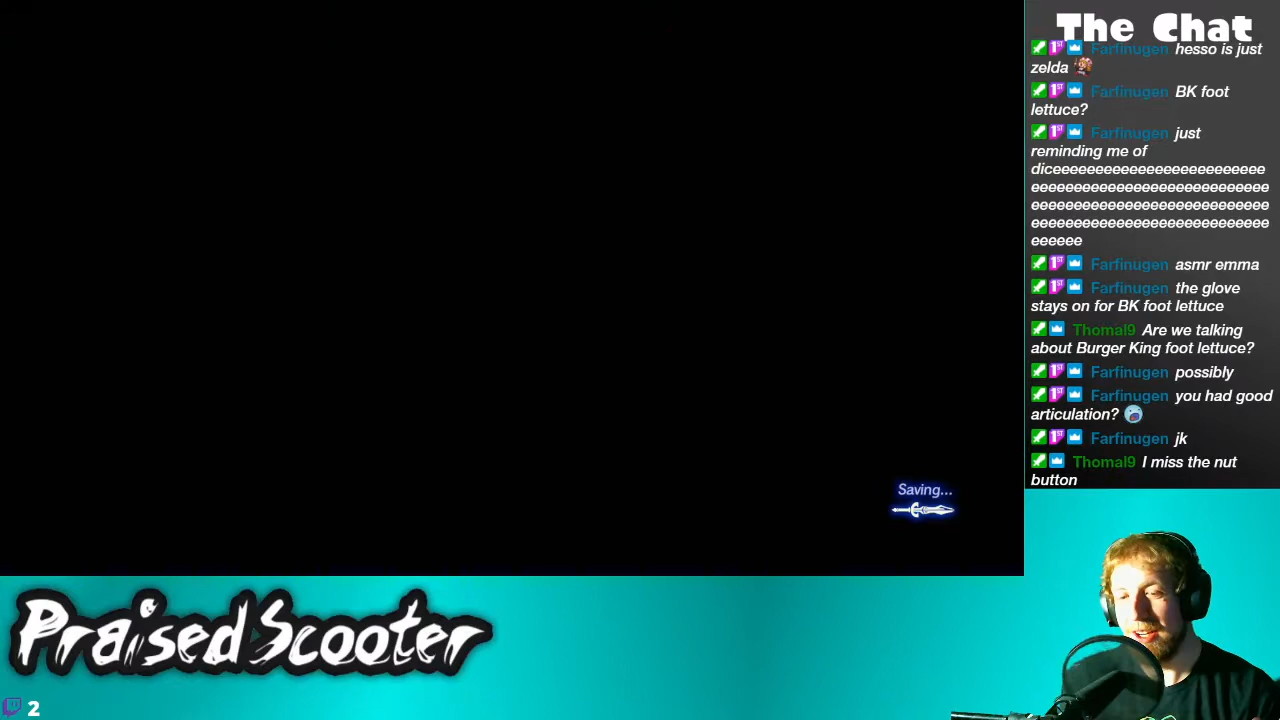 The Chat
Farfinugen hesso is just
zelda
Farfinugen BK foot
lettuce?
Farfinugen just
reminding me of
diceeeeeeeeeeeeeeeeeeeeeeeeee
eeeeeeeeeeeeeeeeeeeeeeeeeeee
eeeeeeeeeeeeeeeeeeeeeeeeeeee
eeeeeeeeeeeeeeeeeeeeeeeeeeee
eeeeee
Farfinugen asmr emma
Farfinugen the glove
stays on for BK foot lettuce
Thomal9 Are we talking
about Burger King foot lettuce?
Farfinugen possibly
Farfinugen you had good
articulation?
Farfinugen jk
Thomal9 I miss the nut
button
Saving...
PraisedScooter
2